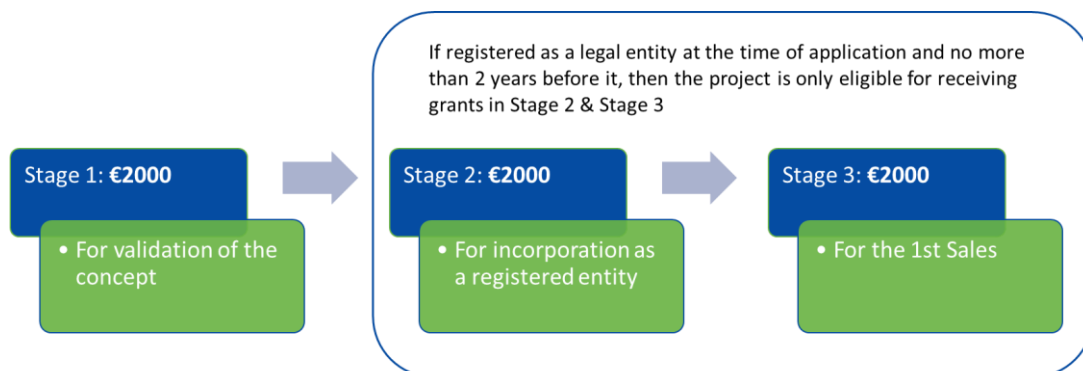 If registered as a legal entity at the time of application and no more
than 2 years before it, then the project is only eligible for receiving
grants in Stage 2 & Stage 3
Stage 1: €2000
• For validation of the
concept
Stage 2: €2000
• For incorporation as
a registered entity
Stage 3: €2000
• For the 1st Sales